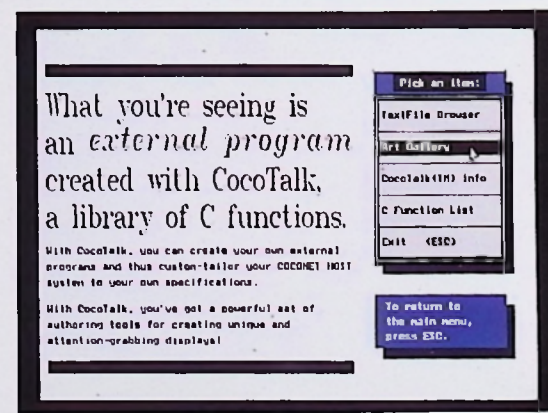 What you're seeing is
an external program
created with CocoTalk,
a library of C functions.
With CocoTalk, you can create your own external
programs and thus custom-tailor your COCONET HOST
system to your own specifications.
With CocoTalk, you've got a powerful set of
authoring tools for creating unique and
attention-grabbing displays!
Pick an item:
TextFile Browser
Art Gallery
CocoTalk(TM) Info
C Function List
Exit (ESC)
To return to
the main menu,
press ESC.